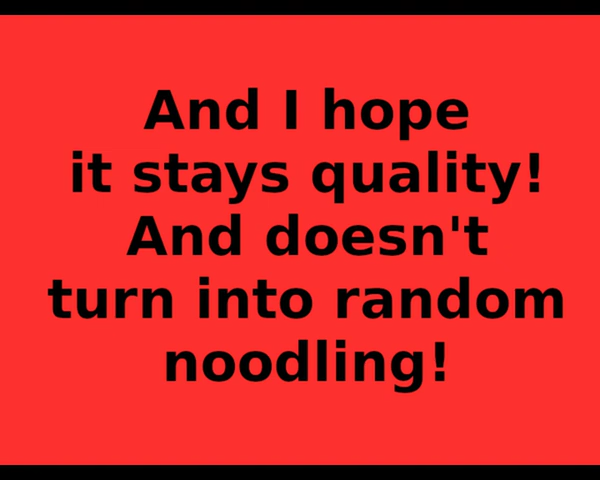 And I hope
it stays quality!
And doesn't
turn into random
noodling!